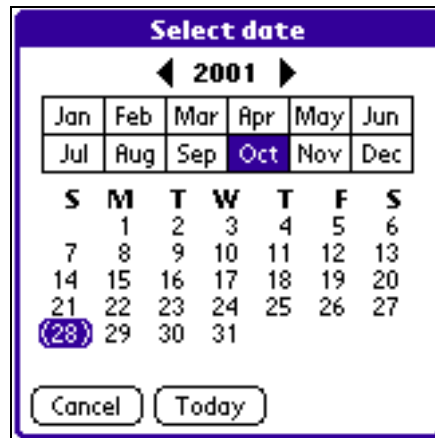 Select date
2001
Jan Feb Mar Apr May Jun
Jul Aug Sep Oct Nov Dec
S M T W T F S
1 2 3 4 5 6
7 8 9 10 11 12 13
14 15 16 17 18 19 20
21 22 23 24 25 26 27
28 29 30 31
Cancel Today